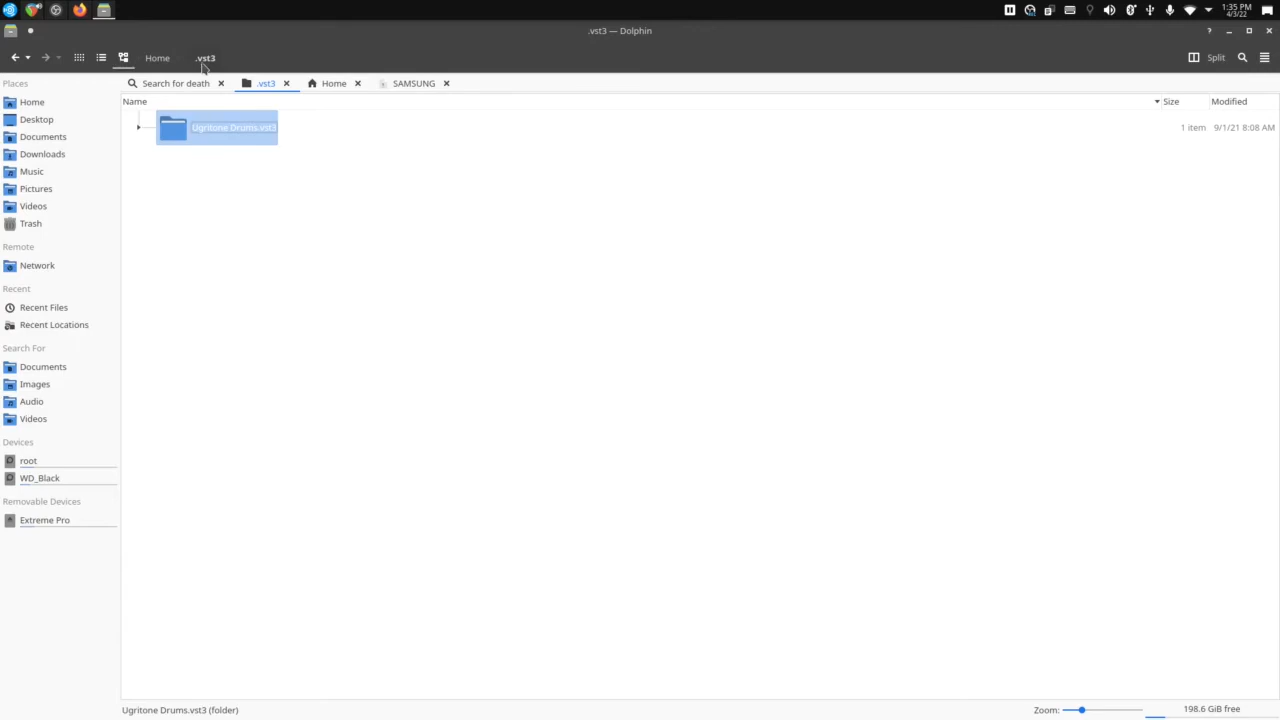 1:35 PM
4/3/22
.vst3 — Dolphin
Home .vst3 Split
Places
Search for death .vst3 Home SAMSUNG
Name Size Modified
Home
Ugritone Drums.vst3 1 item 9/1/21 8:08 AM
Desktop
Documents
Downloads
Music
Pictures
Videos
Trash
Remote
Network
Recent
Recent Files
Recent Locations
Search For
Documents
Images
Audio
Videos
Devices
root
WD_Black
Removable Devices
Extreme Pro
Ugritone Drums.vst3 (folder) Zoom: 198.6 GiB free